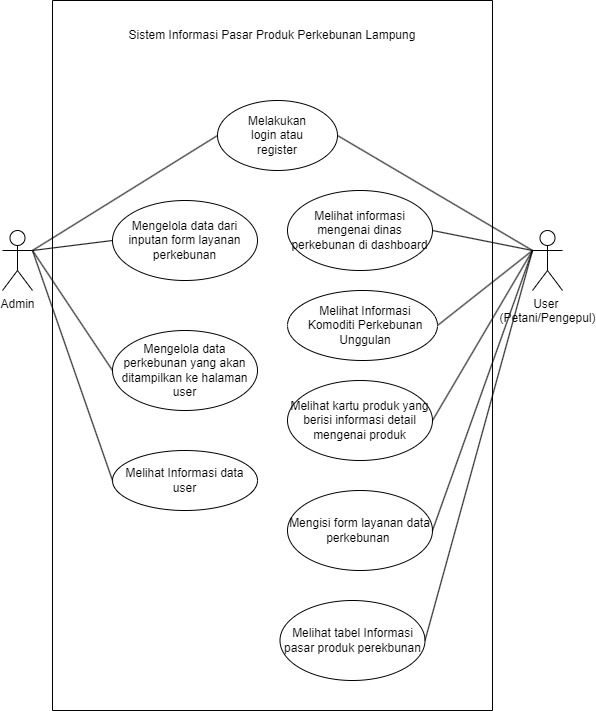 Sistem Informasi Pasar Produk Perkebunan Lampung
Melakukan
login atau
register
Mengelola data dari
inputan form layanan
perkebunan
Melihat informasi
mengenai dinas
perkebunan di dashboard
Admin
User
(Petani/Pengepul)
Melihat Informasi
Komoditi Perkebunan
Unggulan
Mengelola data
perkebunan yang akan
ditampilkan ke halaman
user
Melihat kartu produk yang
berisi informasi detail
mengenai produk
Melihat Informasi data
user
Mengisi form layanan data
perkebunan
Melihat tabel Informasi
pasar produk perekbunan